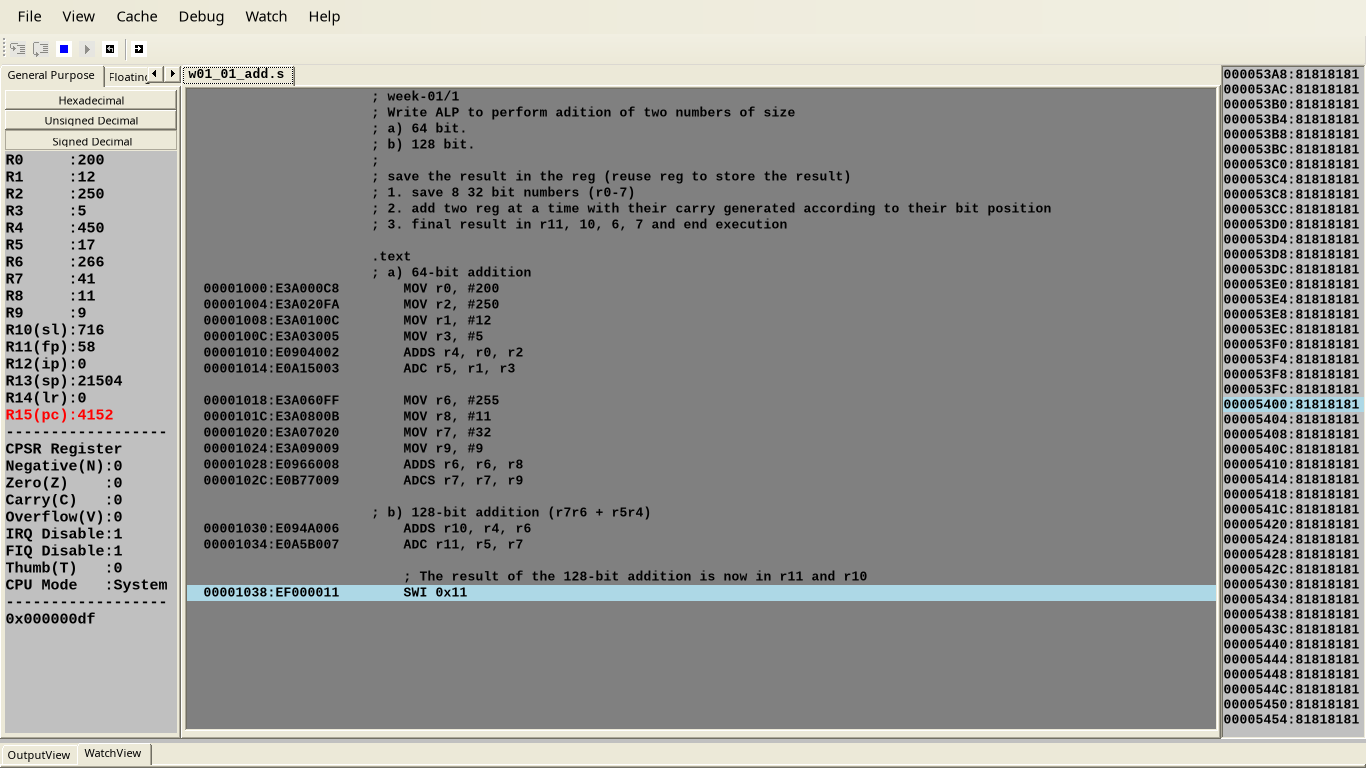 File View Cache Debug Watch Help
General Purpose Floating
w01_01_add.s
Hexadecimal
Unsigned Decimal
Signed Decimal
R0 :200
R1 :12
R2 :250
R3 :5
R4 :450
R5 :17
R6 :266
R7 :41
R8 :11
R9 :9
R10(sl):716
R11(fp):58
R12(ip):0
R13(sp):21504
R14(lr):0
R15(pc):4152
------------------
CPSR Register
Negative(N):0
Zero(Z) :0
Carry(C) :0
Overflow(V):0
IRQ Disable:1
FIQ Disable:1
Thumb(T) :0
CPU Mode :System
------------------
0x000000df
; week-01/1
; Write ALP to perform adition of two numbers of size
; a) 64 bit.
; b) 128 bit.
;
; save the result in the reg (reuse reg to store the result)
; 1. save 8 32 bit numbers (r0-7)
; 2. add two reg at a time with their carry generated according to their bit position
; 3. final result in r11, 10, 6, 7 and end execution
.text
; a) 64-bit addition
00001000:E3A000C8 MOV r0, #200
00001004:E3A020FA MOV r2, #250
00001008:E3A0100C MOV r1, #12
0000100C:E3A03005 MOV r3, #5
00001010:E0904002 ADDS r4, r0, r2
00001014:E0A15003 ADC r5, r1, r3
00001018:E3A060FF MOV r6, #255
0000101C:E3A0800B MOV r8, #11
00001020:E3A07020 MOV r7, #32
00001024:E3A09009 MOV r9, #9
00001028:E0966008 ADDS r6, r6, r8
0000102C:E0B77009 ADCS r7, r7, r9
; b) 128-bit addition (r7r6 + r5r4)
00001030:E094A006 ADDS r10, r4, r6
00001034:E0A5B007 ADC r11, r5, r7
; The result of the 128-bit addition is now in r11 and r10
00001038:EF000011 SWI 0x11
000053A8:81818181
000053AC:81818181
000053B0:81818181
000053B4:81818181
000053B8:81818181
000053BC:81818181
000053C0:81818181
000053C4:81818181
000053C8:81818181
000053CC:81818181
000053D0:81818181
000053D4:81818181
000053D8:81818181
000053DC:81818181
000053E0:81818181
000053E4:81818181
000053E8:81818181
000053EC:81818181
000053F0:81818181
000053F4:81818181
000053F8:81818181
000053FC:81818181
00005400:81818181
00005404:81818181
00005408:81818181
0000540C:81818181
00005410:81818181
00005414:81818181
00005418:81818181
0000541C:81818181
00005420:81818181
00005424:81818181
00005428:81818181
0000542C:81818181
00005430:81818181
00005434:81818181
00005438:81818181
0000543C:81818181
00005440:81818181
00005444:81818181
00005448:81818181
0000544C:81818181
00005450:81818181
00005454:81818181
OutputView WatchView